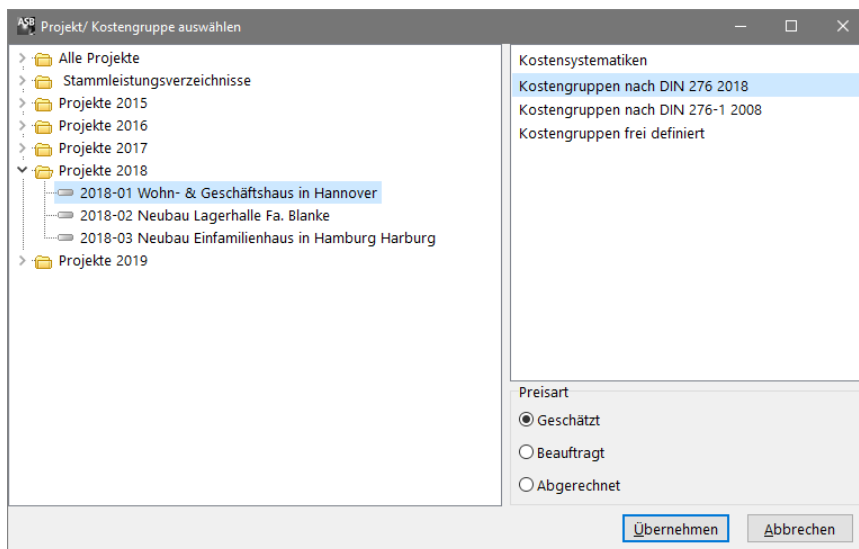 ASB Projekt/ Kostengruppe auswählen
Alle Projekte
Stammleistungsverzeichnisse
Projekte 2015
Projekte 2016
Projekte 2017
Projekte 2018
2018-01 Wohn- & Geschäftshaus in Hannover
2018-02 Neubau Lagerhalle Fa. Blanke
2018-03 Neubau Einfamilienhaus in Hamburg Harburg
Projekte 2019
Kostensystematiken
Kostengruppen nach DIN 276 2018
Kostengruppen nach DIN 276-1 2008
Kostengruppen frei definiert
Preisart
Geschätzt
Beauftragt
Abgerechnet
Übernehmen
Abbrechen